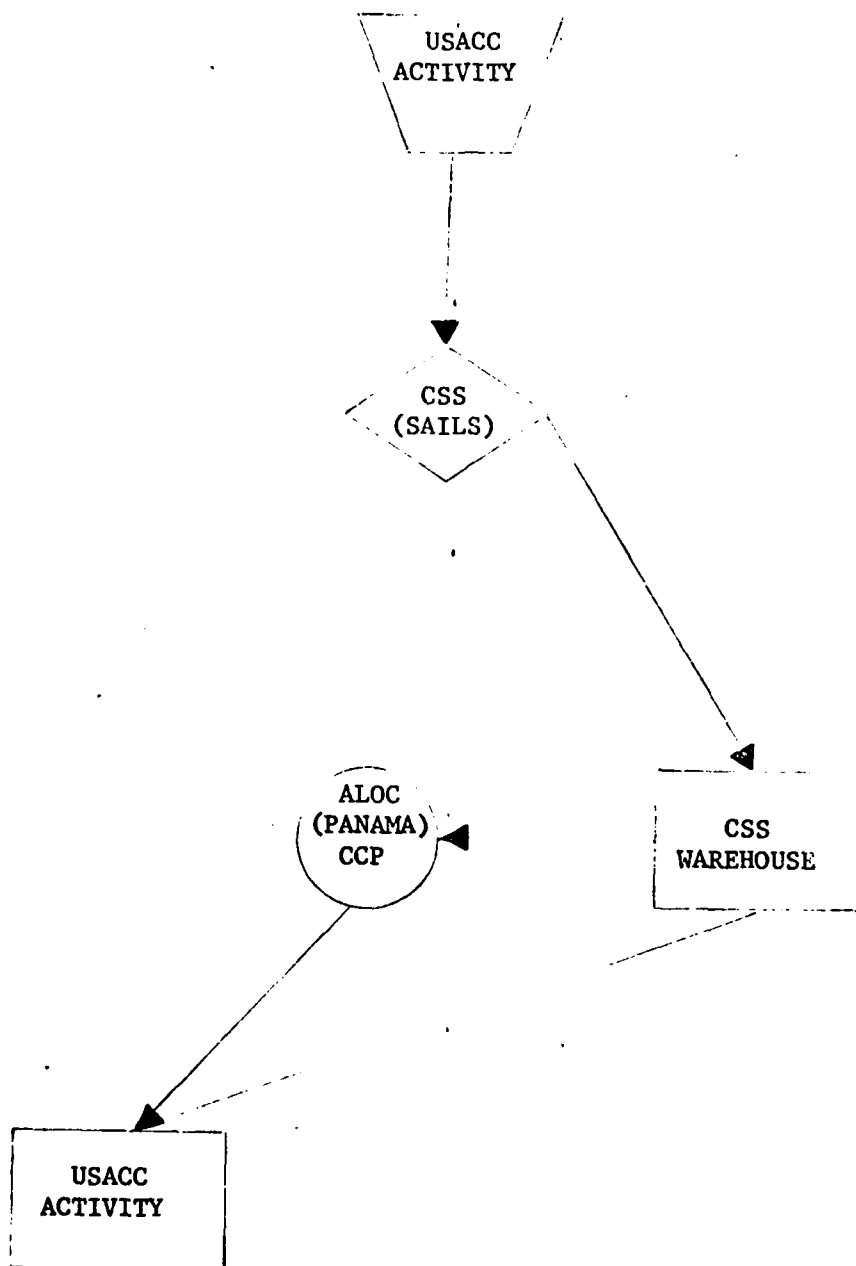 USACC
ACTIVITY
CSS
(SAILS)
ALOC
(PANAMA)
CCP
CSS
WAREHOUSE
USACC
ACTIVITY